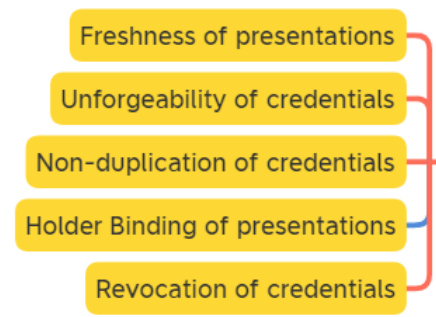 Freshness of presentations
Unforgeability of credentials
Non-duplication of credentials
Holder Binding of presentations
Revocation of credentials